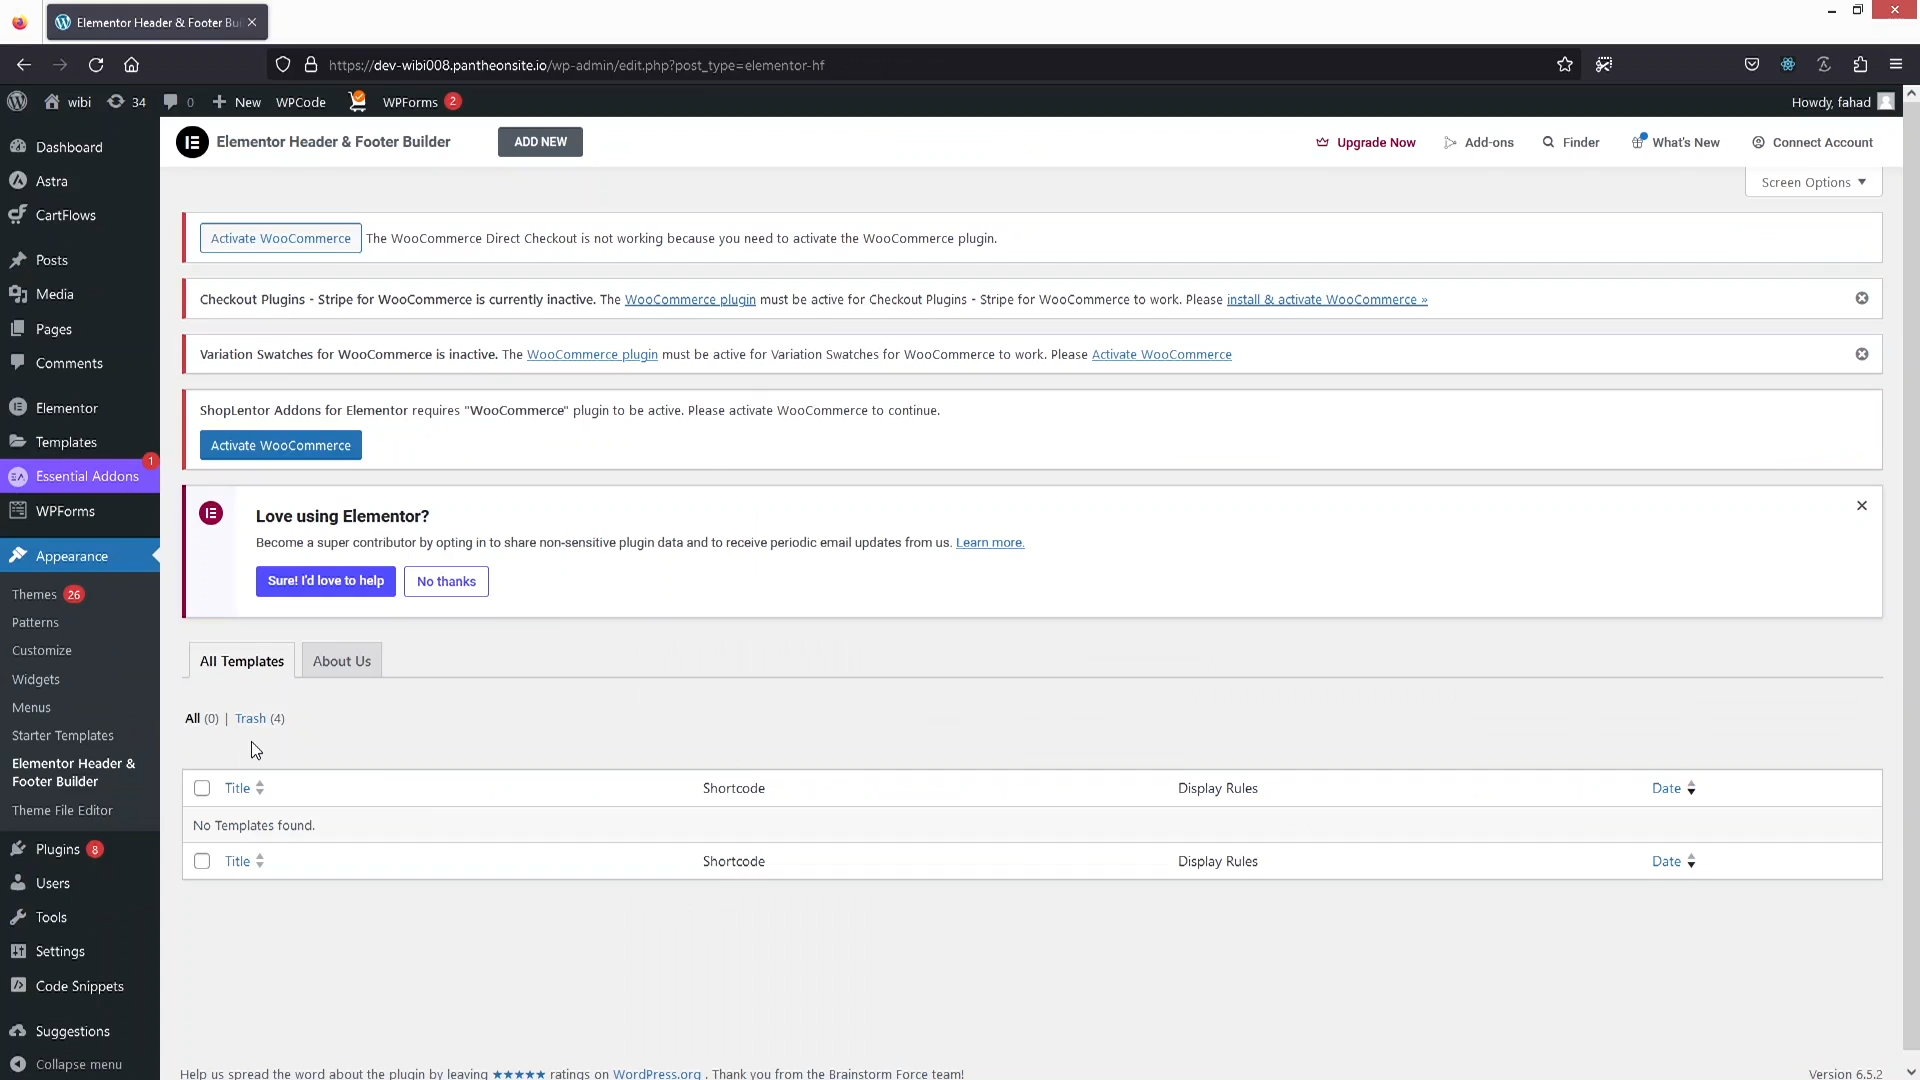 Elementor Header & Footer Bui
https://dev-wibi008.pantheonsite.io/wp-admin/edit.php?post_type=elementor-hf
wibi 34 0 New WPCode WPForms 2 Howdy, fahad
Dashboard
Astra
CartFlows
Posts
Media
Pages
Comments
Elementor
Templates
Essential Addons 1
WPForms
Appearance
Themes 26
Patterns
Customize
Widgets
Menus
Starter Templates
Elementor Header &
Footer Builder
Theme File Editor
Plugins 8
Users
Tools
Settings
Code Snippets
Suggestions
Collapse menu
Elementor Header & Footer Builder ADD NEW Upgrade Now Add-ons Finder What's New Connect Account
Screen Options
Activate WooCommerce The WooCommerce Direct Checkout is not working because you need to activate the WooCommerce plugin.
Checkout Plugins - Stripe for WooCommerce is currently inactive. The WooCommerce plugin must be active for Checkout Plugins - Stripe for WooCommerce to work. Please install & activate WooCommerce »
Variation Swatches for WooCommerce is inactive. The WooCommerce plugin must be active for Variation Swatches for WooCommerce to work. Please Activate WooCommerce
ShopLentor Addons for Elementor requires "WooCommerce" plugin to be active. Please activate WooCommerce to continue.
Activate WooCommerce
Love using Elementor?
Become a super contributor by opting in to share non-sensitive plugin data and to receive periodic email updates from us. Learn more.
Sure! I'd love to help No thanks
All Templates About Us
All (0) | Trash (4)
Title Shortcode Display Rules Date
No Templates found.
Title Shortcode Display Rules Date
Help us spread the word about the plugin by leaving ★★★★★ ratings on WordPress.org . Thank you from the Brainstorm Force team! Version 6.5.2